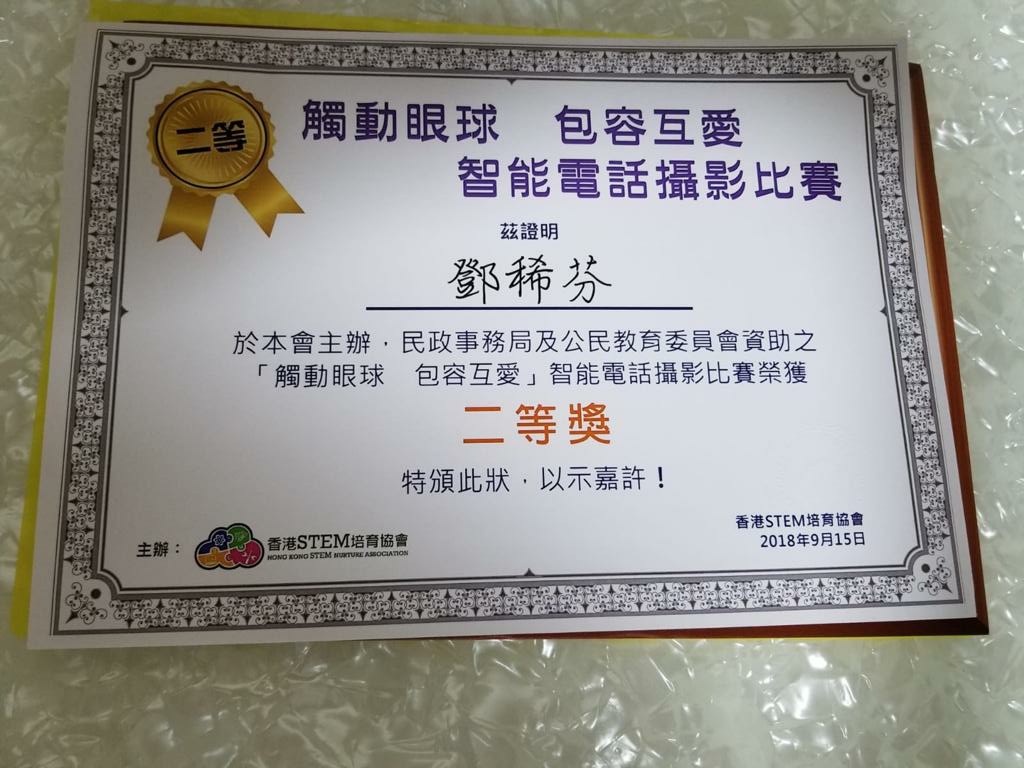 二等
觸動眼球　包容互愛
智能電話攝影比賽
茲證明
鄧稀芬
於本會主辦，民政事務局及公民教育委員會資助之
「觸動眼球　包容互愛」智能電話攝影比賽榮獲
二等獎
特頒此狀，以示嘉許！
主辦：
香港STEM培育協會
HONG KONG STEM NURTURE ASSOCIATION
香港STEM培育協會
2018年9月15日